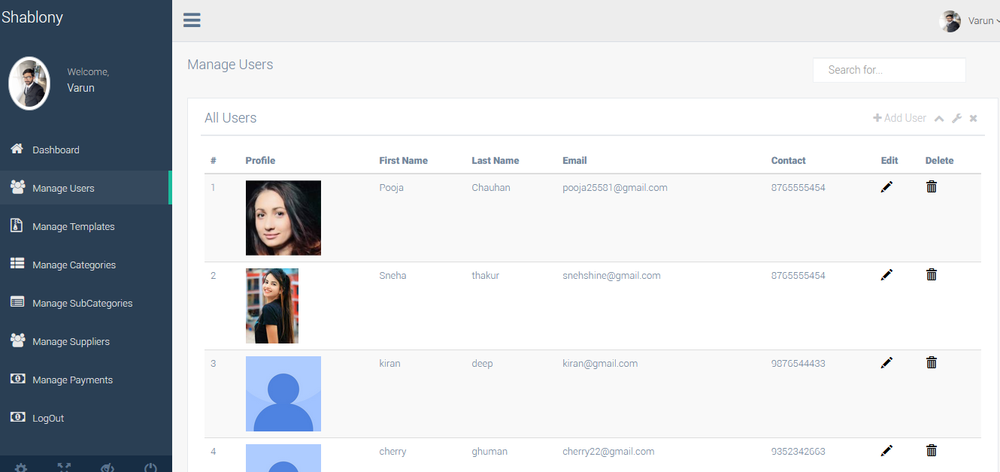 Shablony
Varun
Welcome,
Varun
Manage Users
Search for...
Dashboard
Manage Users
Manage Templates
Manage Categories
Manage SubCategories
Manage Suppliers
Manage Payments
LogOut
All Users
Add User
# Profile First Name Last Name Email Contact Edit Delete
1 Pooja Chauhan pooja25581@gmail.com 8765555454
2 Sneha thakur snehshine@gmail.com 8765555454
3 kiran deep kiran@gmail.com 9876544433
4 cherry ghuman cherry22@gmail.com 9352342663